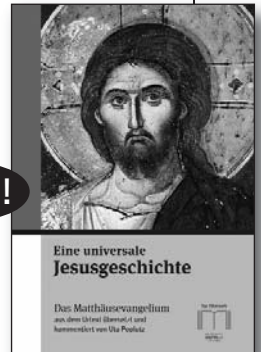 !
Eine universale
Jesusgeschichte
Das Matthäusevangelium
aus dem Urtext übersetzt und
kommentiert von Uta Poplutz